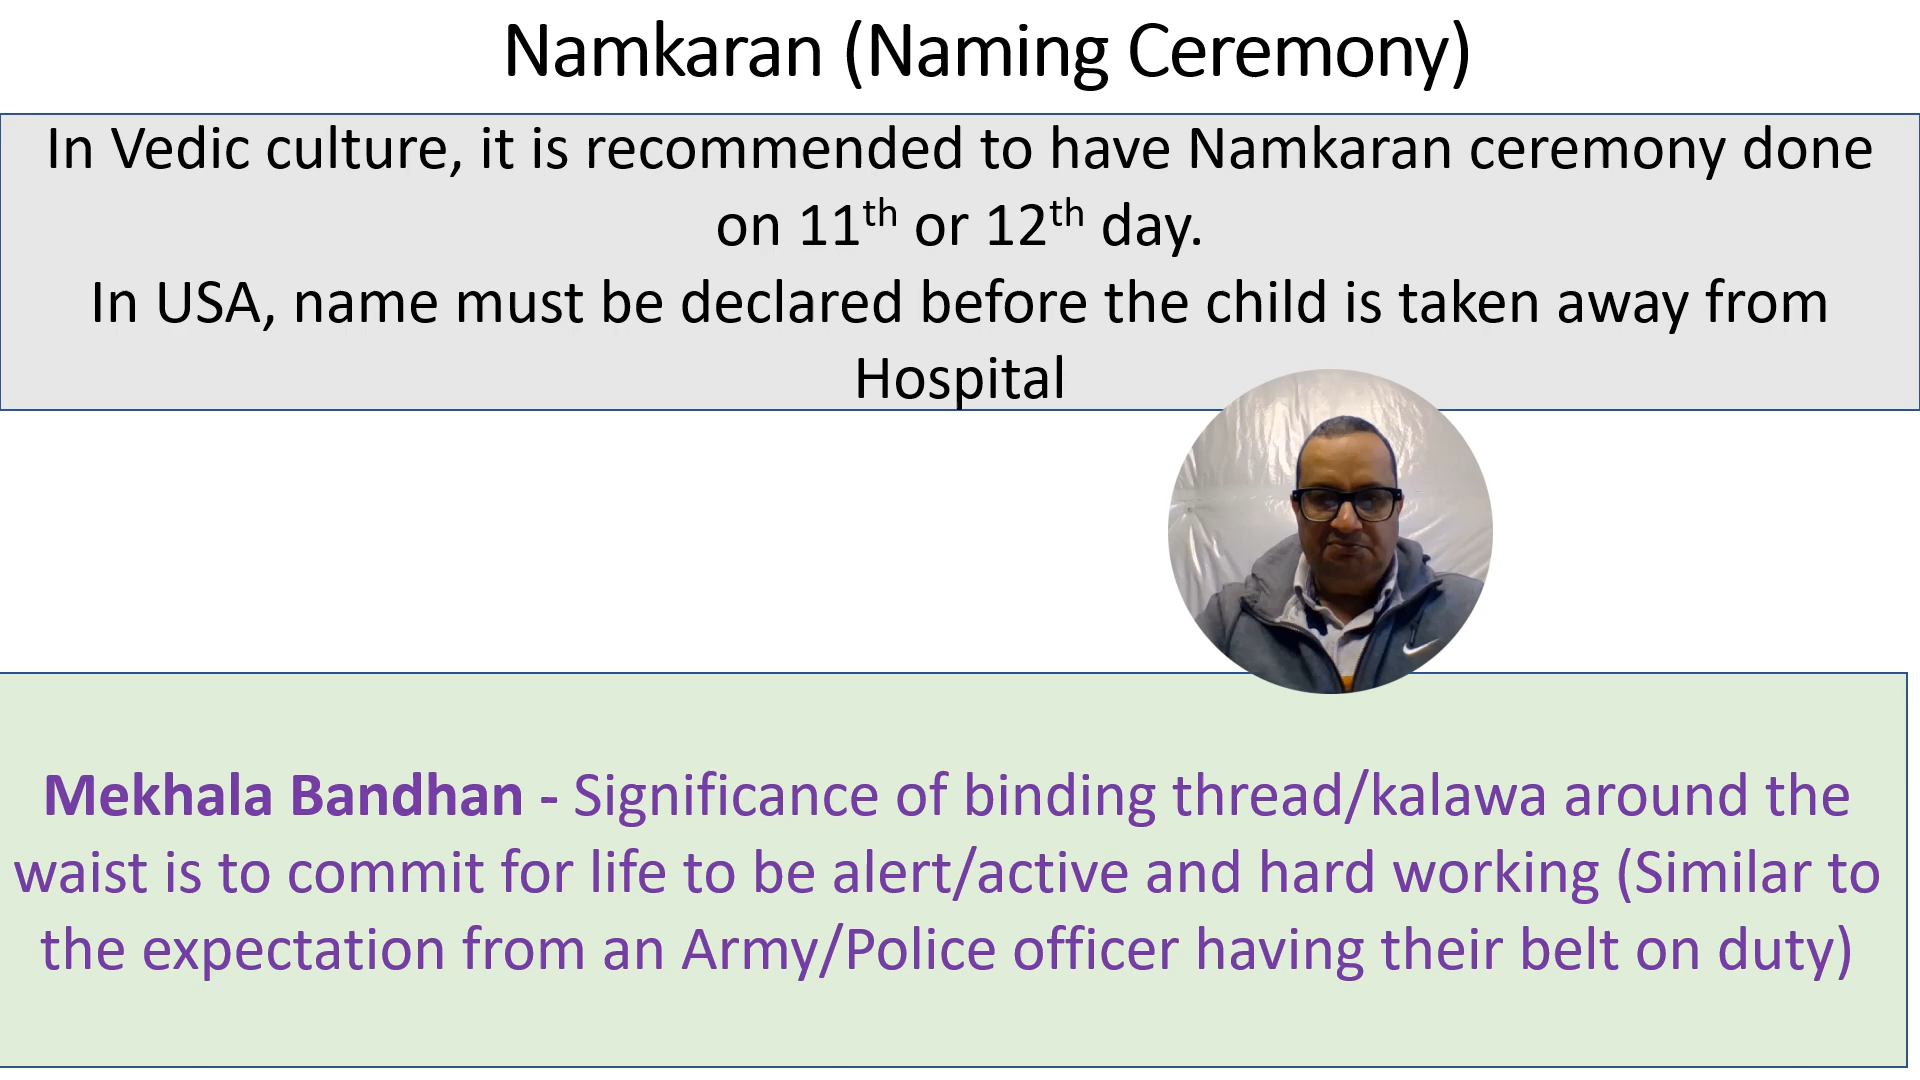 Namkaran (Naming Ceremony)
In Vedic culture, it is recommended to have Namkaran ceremony done
on 11th or 12th day.
In USA, name must be declared before the child is taken away from
Hospital
Mekhala Bandhan - Significance of binding thread/kalawa around the
waist is to commit for life to be alert/active and hard working (Similar to
the expectation from an Army/Police officer having their belt on duty)